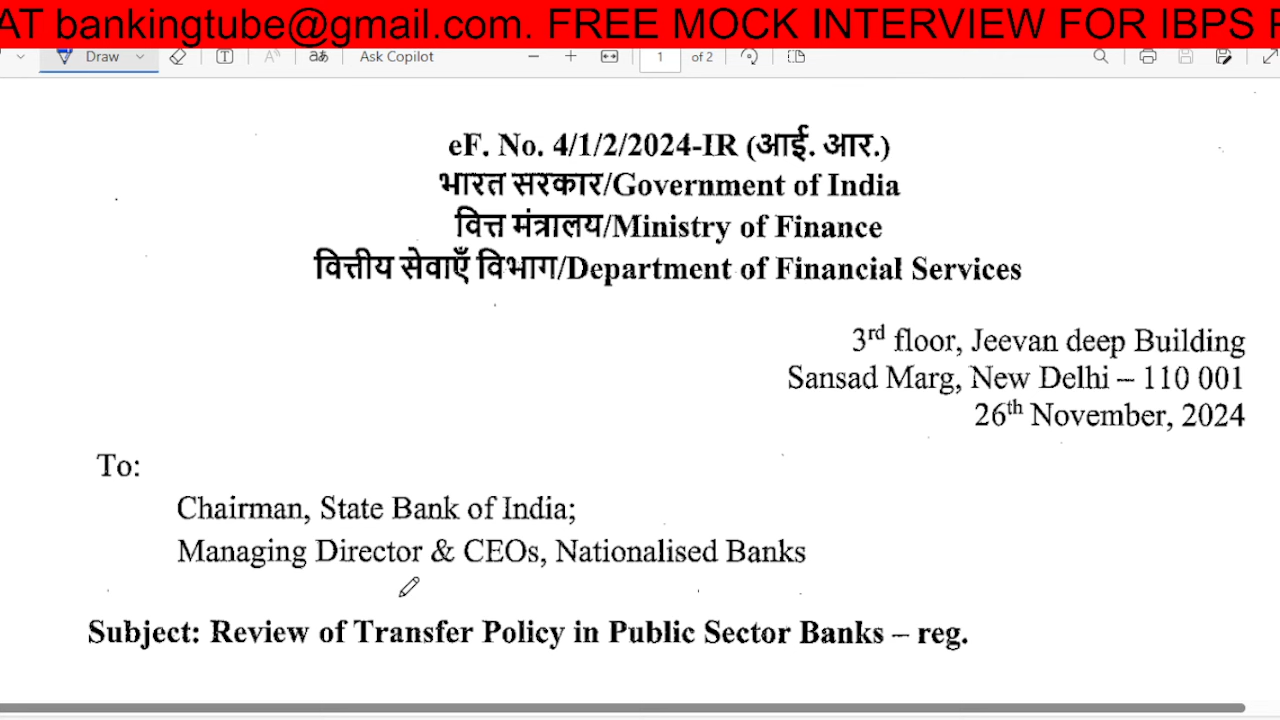 AT bankingtube@gmail.com. FREE MOCK INTERVIEW FOR IBPS
Draw Ask Copilot 1 of 2
eF. No. 4/1/2/2024-IR (आई. आर.)
भारत सरकार/Government of India
वित्त मंत्रालय/Ministry of Finance
वित्तीय सेवाएँ विभाग/Department of Financial Services
3rd floor, Jeevan deep Building
Sansad Marg, New Delhi – 110 001
26th November, 2024
To:
Chairman, State Bank of India;
Managing Director & CEOs, Nationalised Banks
Subject: Review of Transfer Policy in Public Sector Banks – reg.